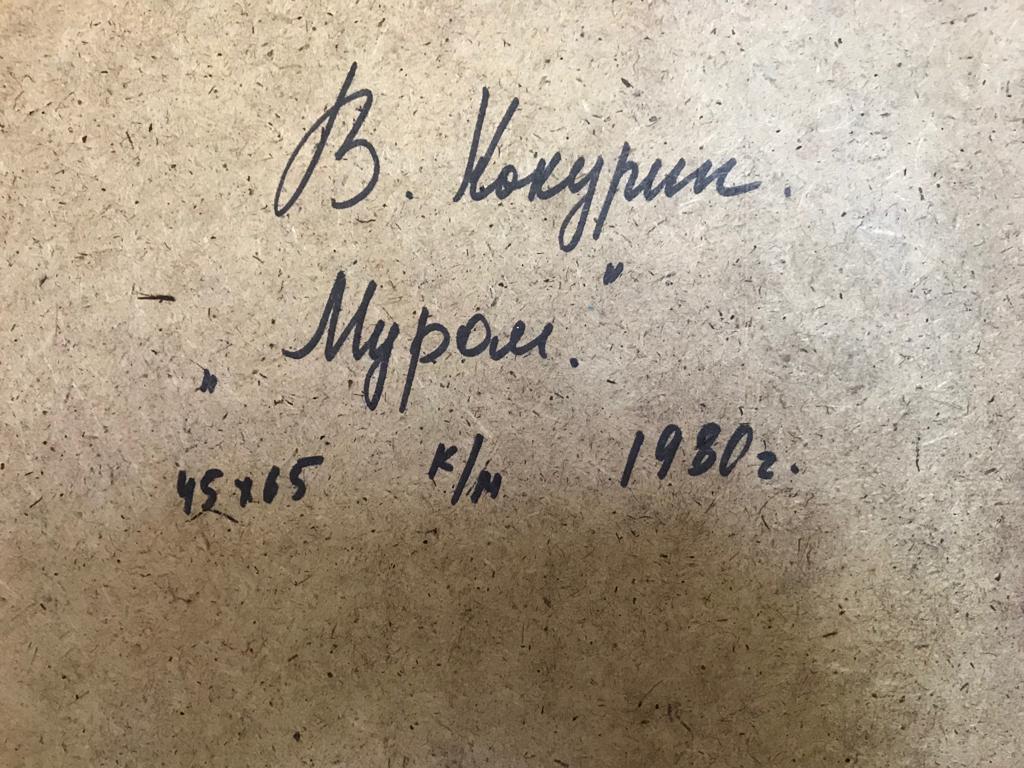 В. Кокурин.
„Муром."
45х65 к/м 1980г.